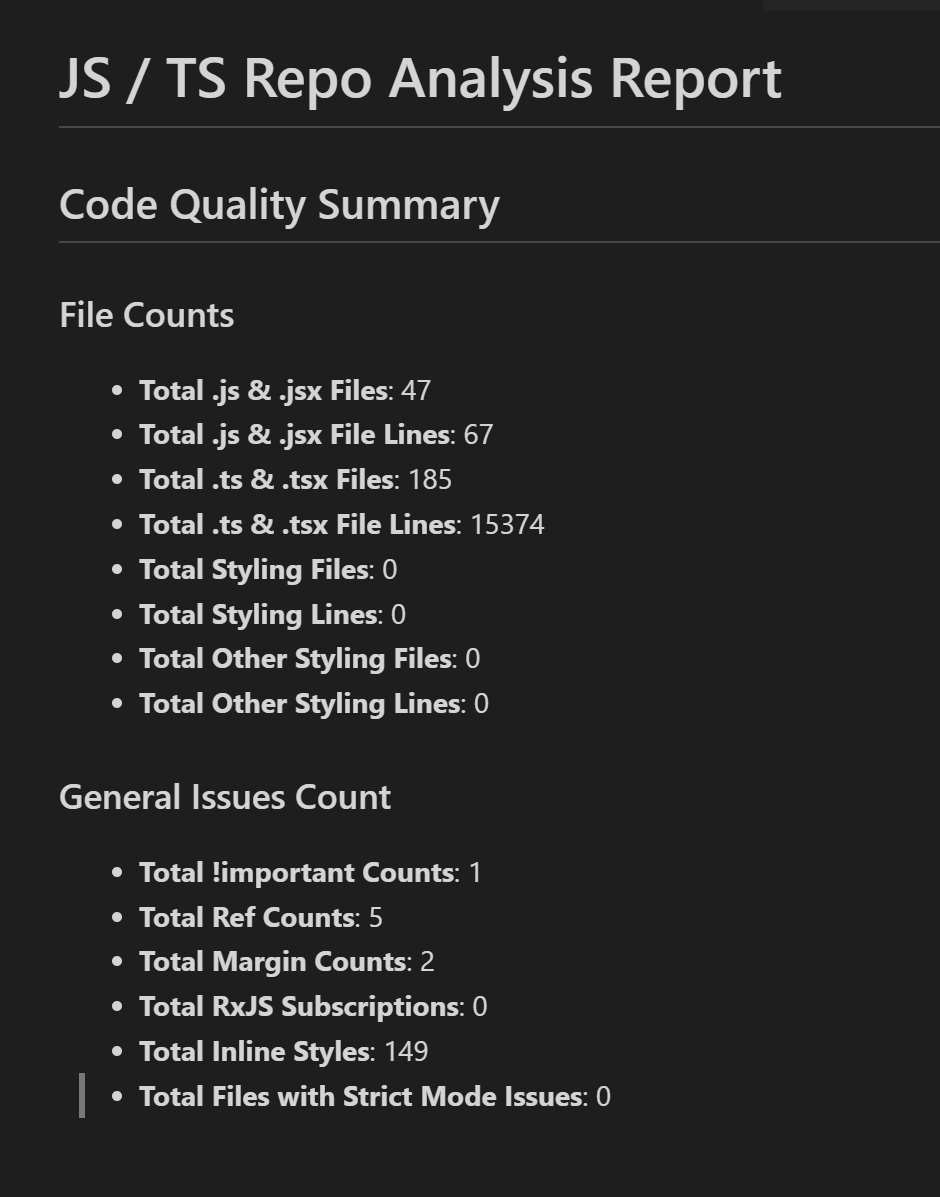 JS / TS Repo Analysis Report
Code Quality Summary
File Counts
Total .js & .jsx Files: 47
Total .js & .jsx File Lines: 67
Total .ts & .tsx Files: 185
Total .ts & .tsx File Lines: 15374
Total Styling Files: 0
Total Styling Lines: 0
Total Other Styling Files: 0
Total Other Styling Lines: 0
General Issues Count
Total !important Counts: 1
Total Ref Counts: 5
Total Margin Counts: 2
Total RxJS Subscriptions: 0
Total Inline Styles: 149
Total Files with Strict Mode Issues: 0